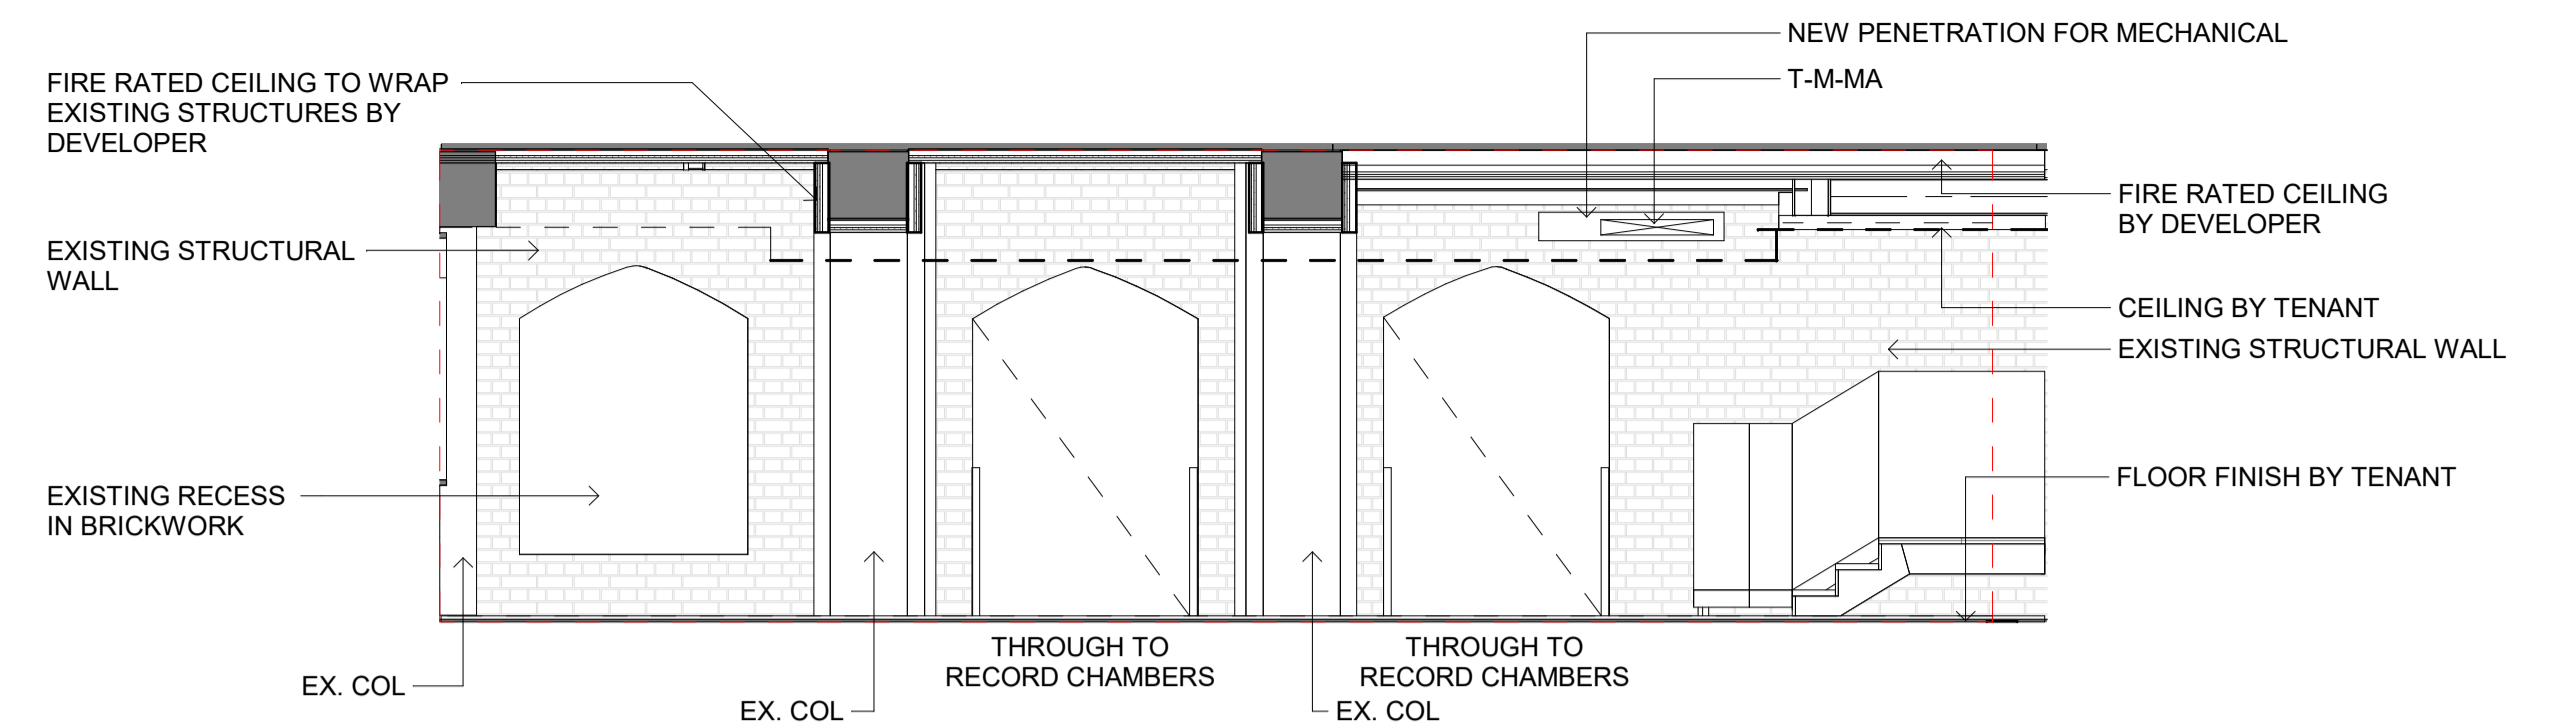 NEW PENETRATION FOR MECHANICAL
T-M-MA
FIRE RATED CEILING TO WRAP
EXISTING STRUCTURES BY
DEVELOPER
FIRE RATED CEILING
BY DEVELOPER
EXISTING STRUCTURAL
WALL
CEILING BY TENANT
EXISTING STRUCTURAL WALL
EXISTING RECESS
IN BRICKWORK
FLOOR FINISH BY TENANT
THROUGH TO
RECORD CHAMBERS
THROUGH TO
RECORD CHAMBERS
EX. COL
EX. COL
EX. COL